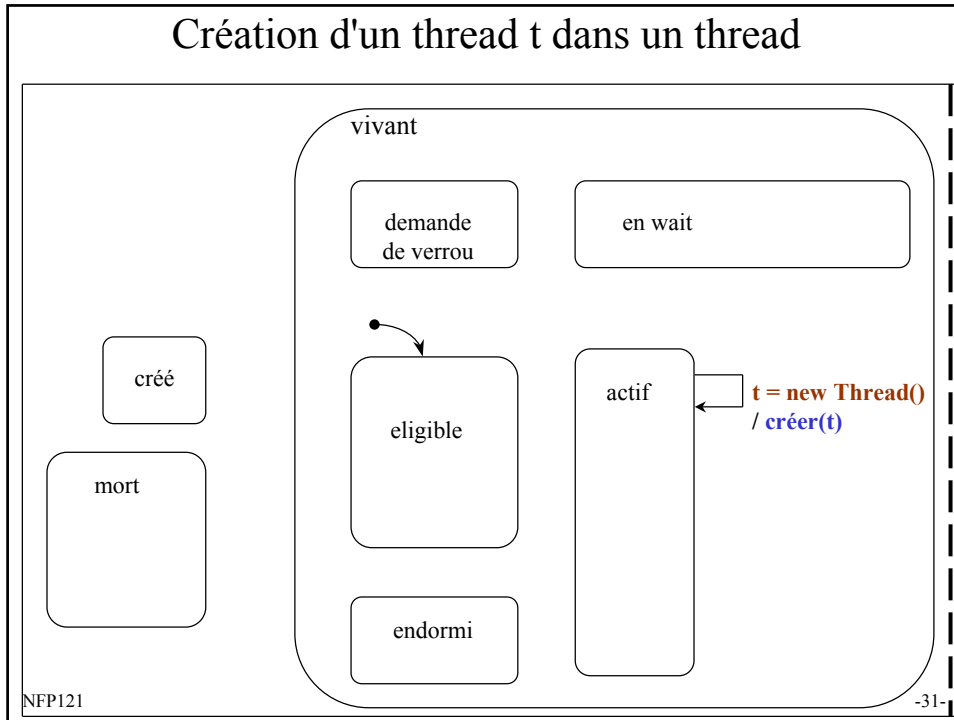 Création d'un thread t dans un thread
vivant
demande
de verrou
en wait
créé
eligible
actif
t = new Thread()
/ créer(t)
mort
endormi
NFP121
-31-